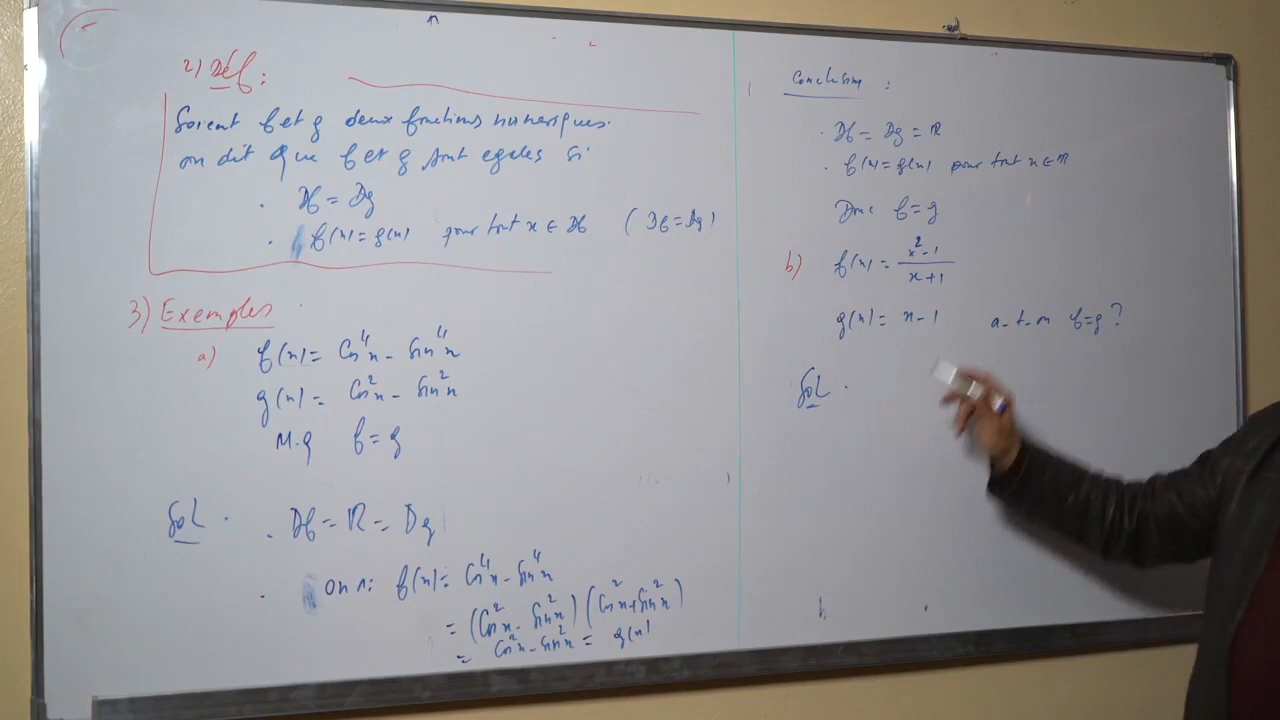 2) Déf :
Soient f et g deux fonctions numériques.
on dit que f et g sont egales si
. Df = Dg
. f(x) = g(x) pour tout x ∈ Df ( Df = Dg )
3) Exemples
a) f(x) = Cos⁴x - Sin⁴x
g(x) = Cos²x - Sin²x
M.q f = g
Sol .
. Df = ℝ = Dg
. on a : f(x) = Cos⁴x - Sin⁴x
= (Cos²x - Sin²x) (Cos²x + Sin²x)
= Cos²x - Sin²x = g(x)
Conclusion :
. Df = Dg = ℝ
. f(x) = g(x) pour tout x ∈ ℝ
Donc f = g
b) f(x) = (x² - 1)/(x + 1)
g(x) = x - 1 a-t-on f = g ?
Sol .